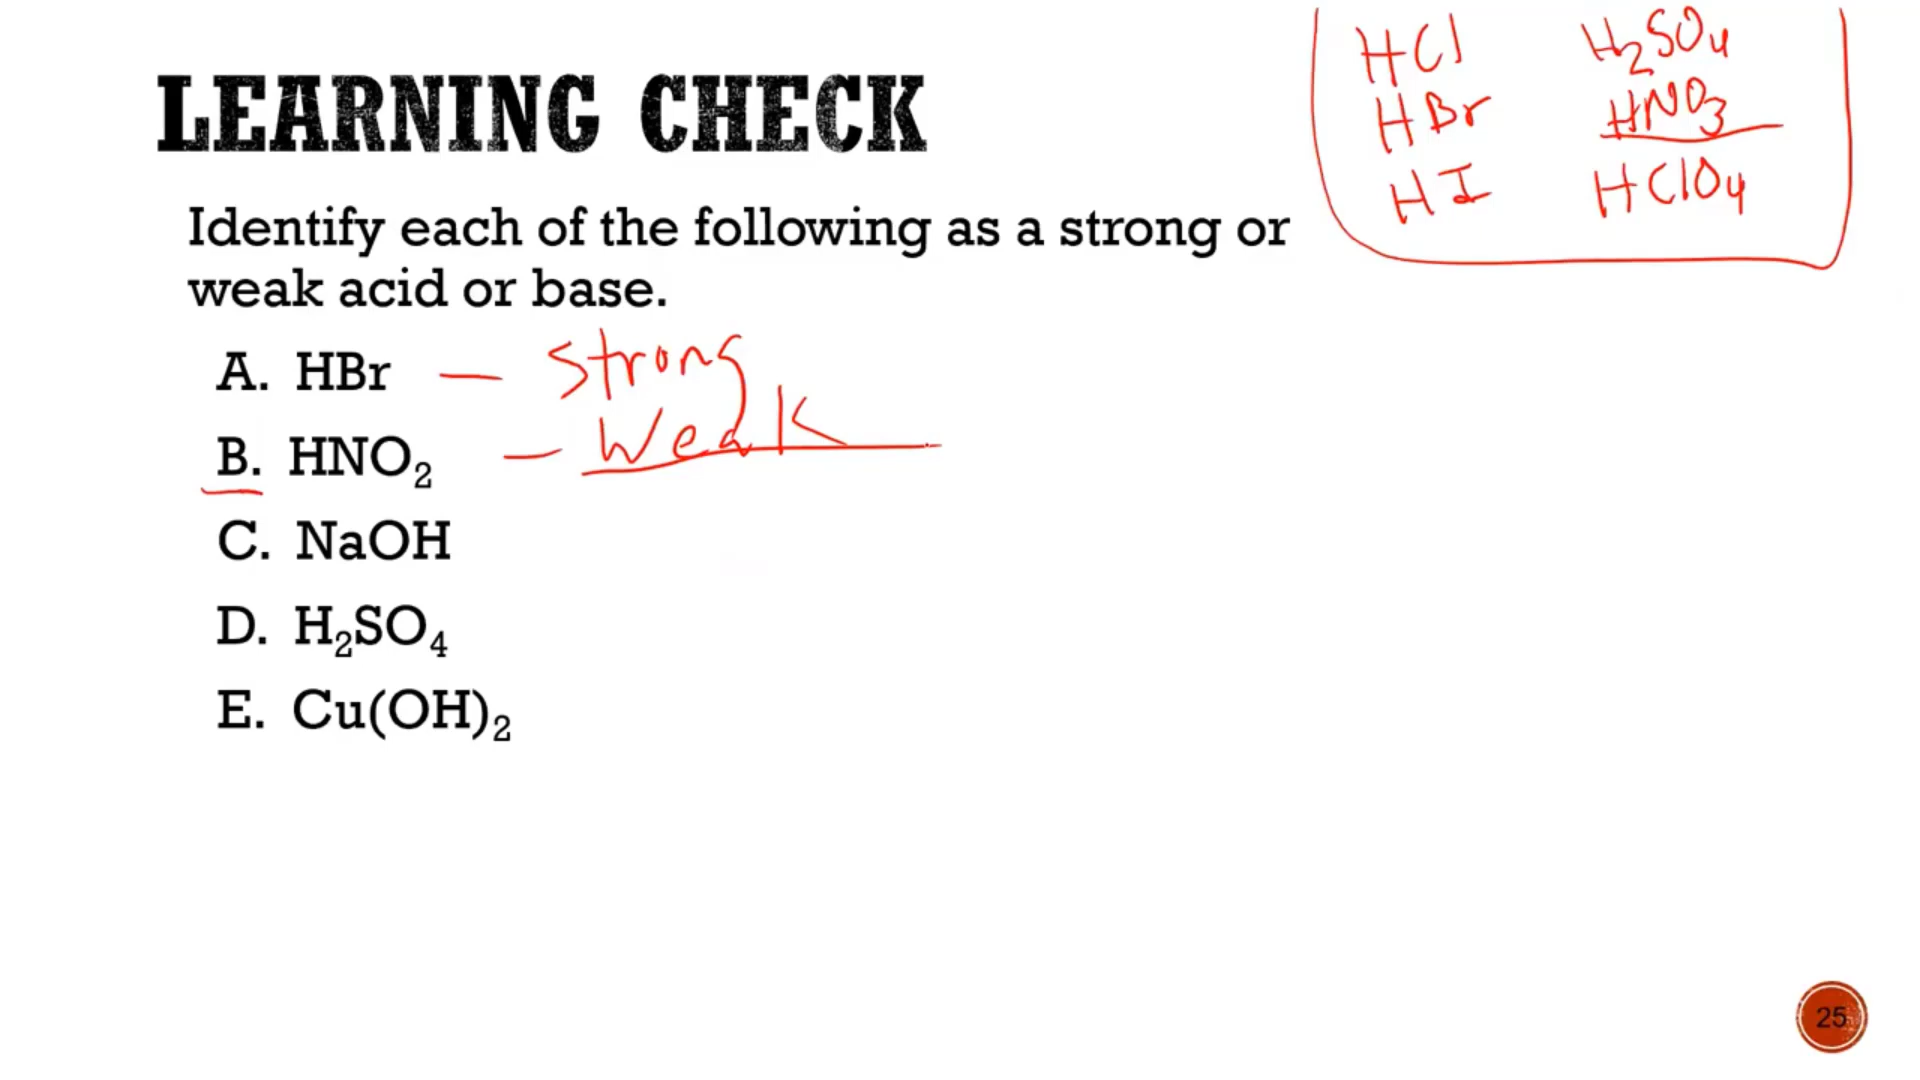 HCl H₂SO₄
LEARNING CHECK
HBr HNO₃
HI HClO₄
Identify each of the following as a strong or
weak acid or base.
A. HBr — strong
B. HNO₂ — Weak
C. NaOH
D. H₂SO₄
E. Cu(OH)₂
25